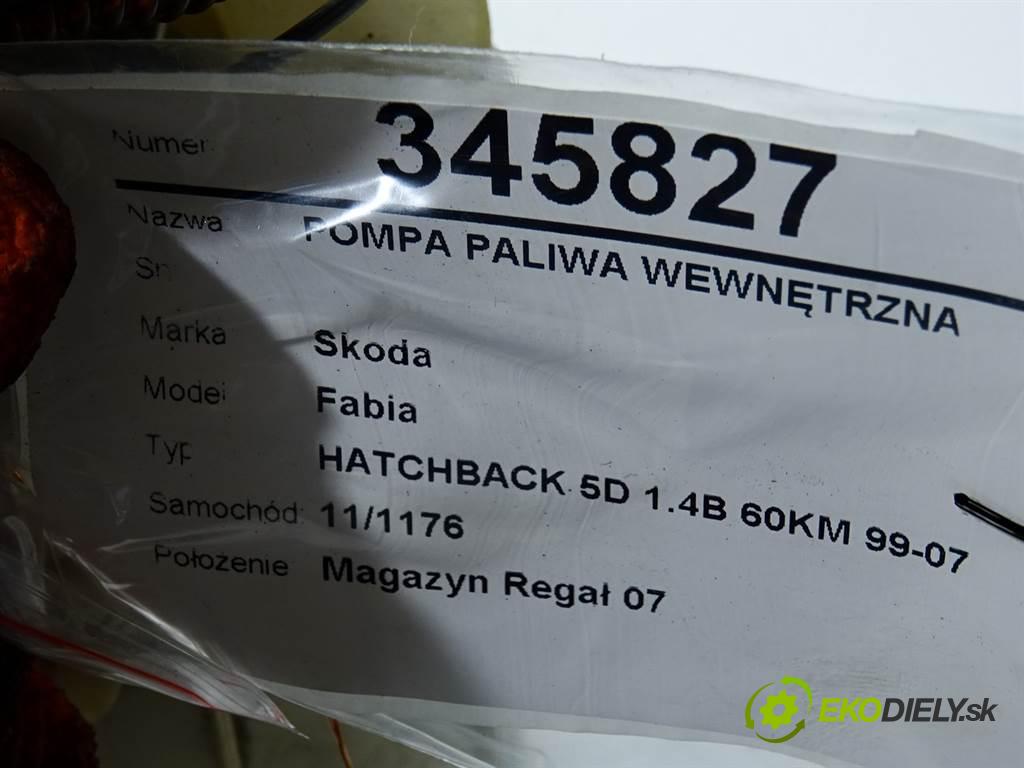 Numer 345827
Nazwa POMPA PALIWA WEWNĘTRZNA
Marka Skoda
Model Fabia
Typ HATCHBACK 5D 1.4B 60KM 99-07
Samochód: 11/1176
Położenie Magazyn Regał 07
EKODIELY.sk